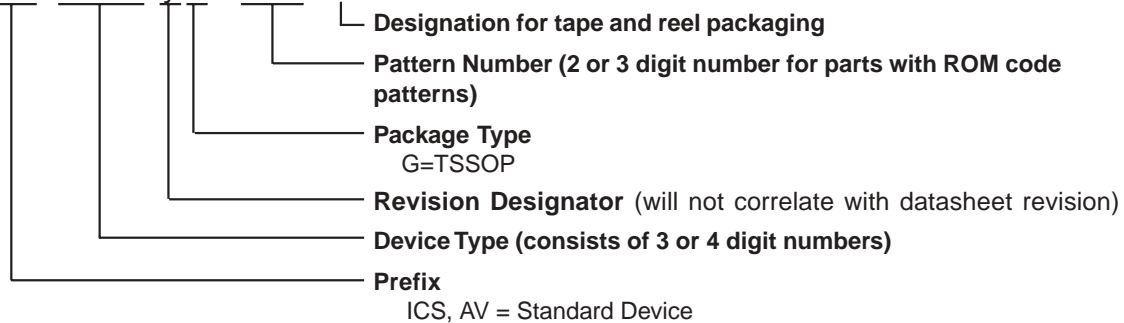 Designation for tape and reel packaging
Pattern Number (2 or 3 digit number for parts with ROM code
patterns)
Package Type
G=TSSOP
Revision Designator (will not correlate with datasheet revision)
Device Type (consists of 3 or 4 digit numbers)
Prefix
ICS, AV = Standard Device